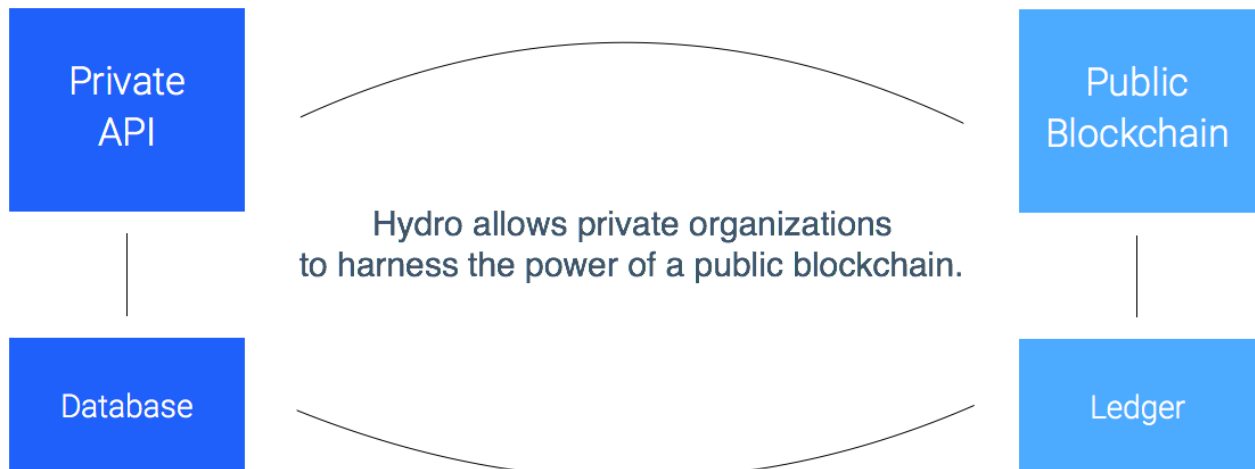 Private
API
Public
Blockchain
Hydro allows private organizations
to harness the power of a public blockchain.
Database
Ledger